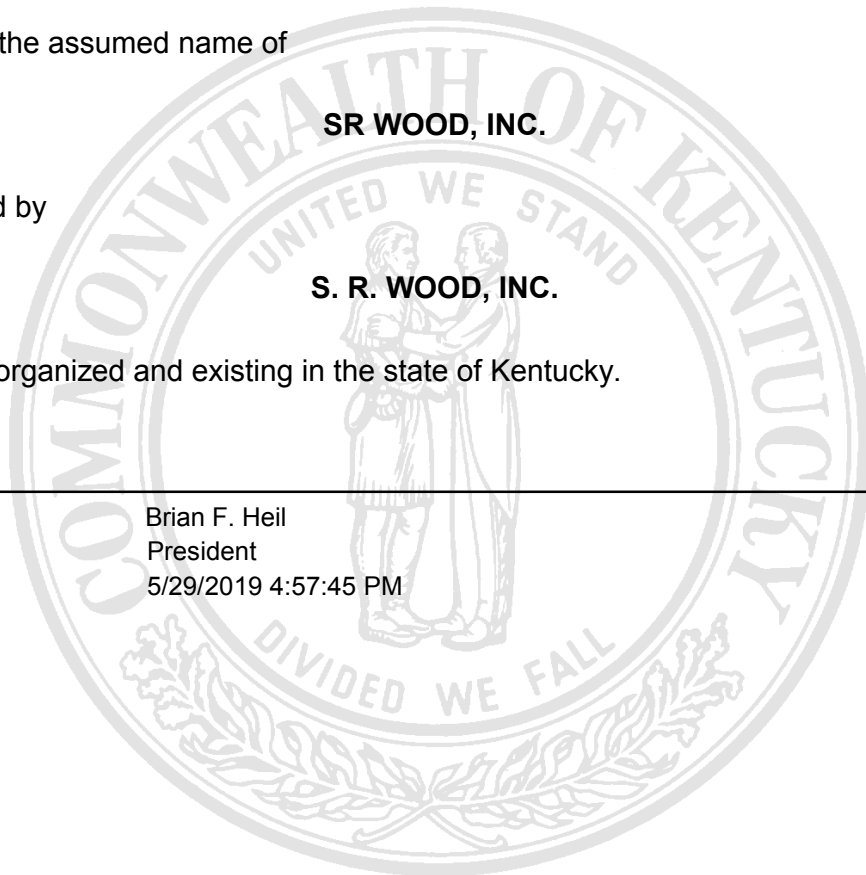 the assumed name of
SR WOOD, INC.
d by
S. R. WOOD, INC.
organized and existing in the state of Kentucky.
Brian F. Heil
President
5/29/2019 4:57:45 PM
COMMONWEALTH OF KENTUCKY
UNITED WE STAND
DIVIDED WE FALL